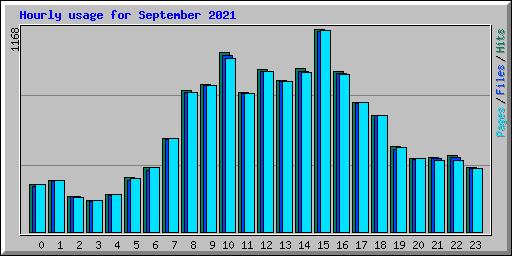 Hourly usage for September 2021
1168
Pages/Files/Hits
0 1 2 3 4 5 6 7 8 9 10 11 12 13 14 15 16 17 18 19 20 21 22 23